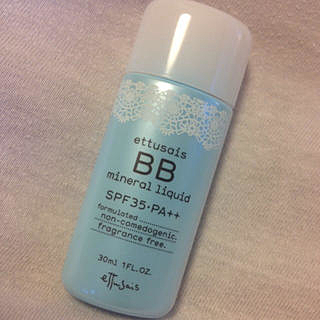 ettusais
BB
mineral liquid
SPF35·PA++
formulated
non-comedogenic.
fragrance free.
30ml 1FL.OZ.
ettusais